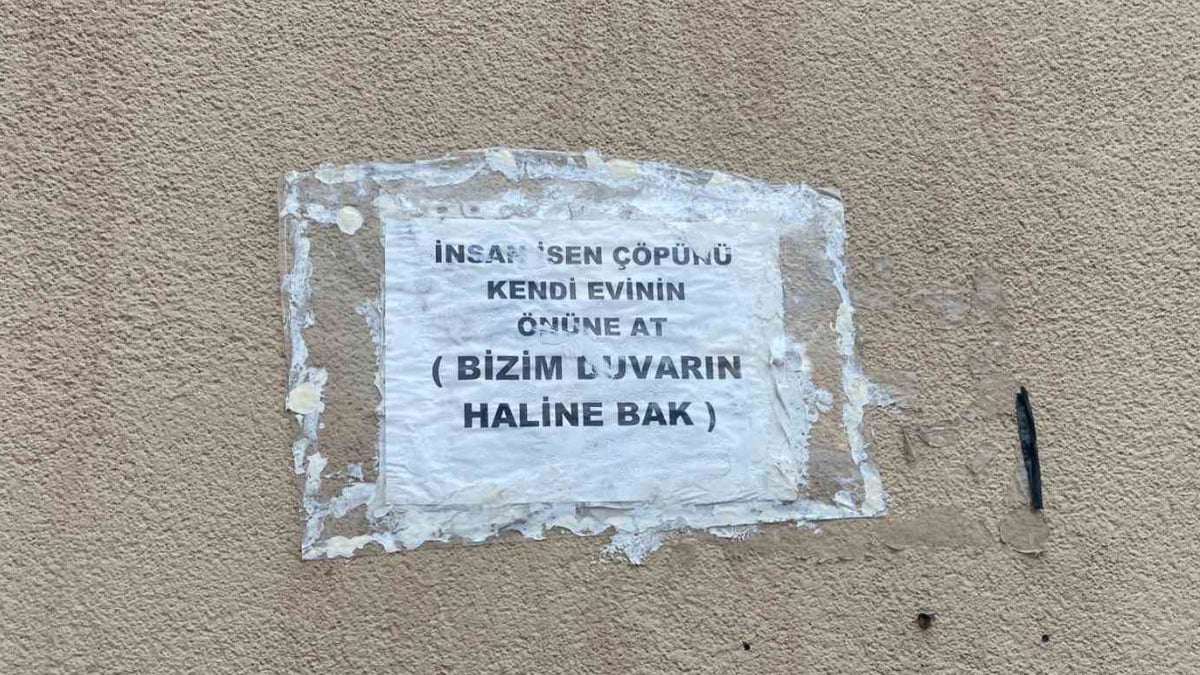 İNSAN İSEN ÇÖPÜNÜ
KENDİ EVİNİN
ÖNÜNE AT
( BİZİM DUVARIN
HALİNE BAK )